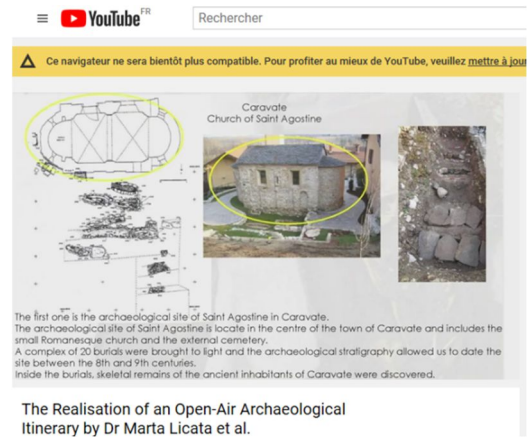 YouTube FR
Rechercher
Ce navigateur ne sera bientôt plus compatible. Pour profiter au mieux de YouTube, veuillez mettre à jour
Caravate
Church of Saint Agostine
The first one is the archaeological site of Saint Agostine in Caravate.
The archaeological site of Saint Agostine is locate in the centre of the town of Caravate and includes the
small Romanesque church and the external cemetery.
A complex of 20 burials were brought to light and the archaeological stratigraphy allowed us to date the
site between the 8th and 9th centuries.
Inside the burials, skeletal remains of the ancient inhabitants of Caravate were discovered.
The Realisation of an Open-Air Archaeological
Itinerary by Dr Marta Licata et al.